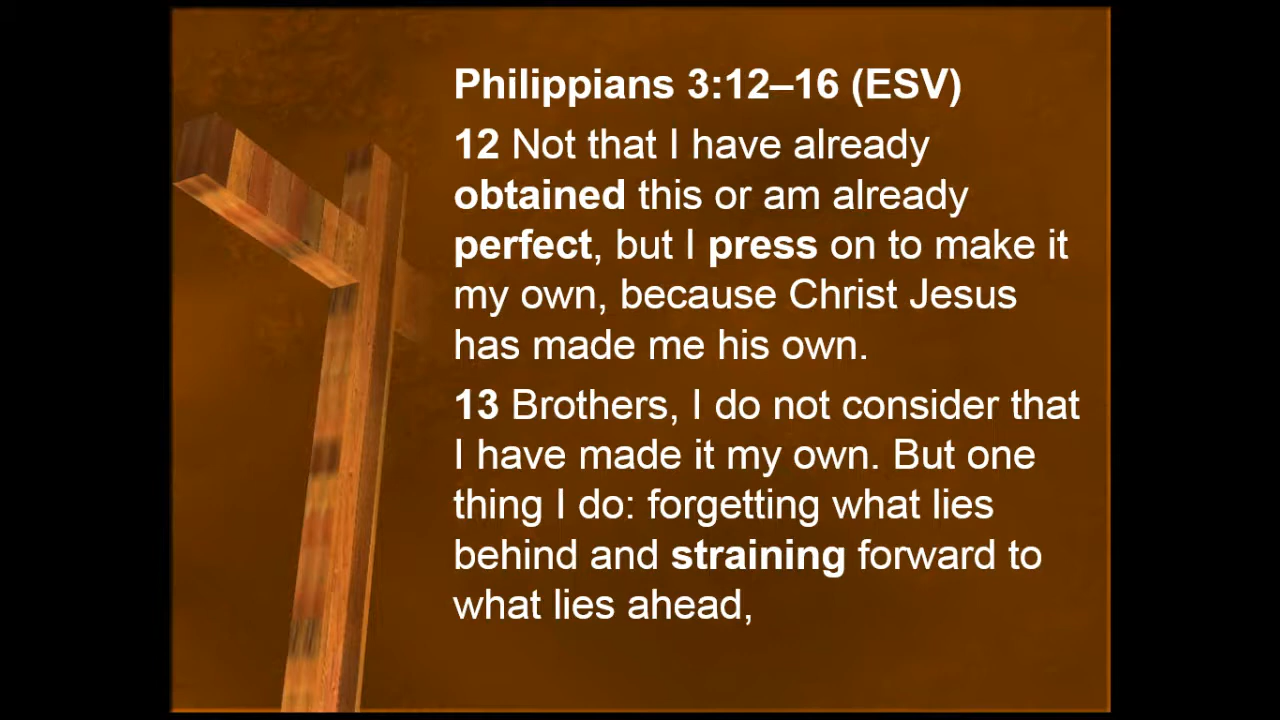 Philippians 3:12–16 (ESV)
12 Not that I have already
obtained this or am already
perfect, but I press on to make it
my own, because Christ Jesus
has made me his own.
13 Brothers, I do not consider that
I have made it my own. But one
thing I do: forgetting what lies
behind and straining forward to
what lies ahead,